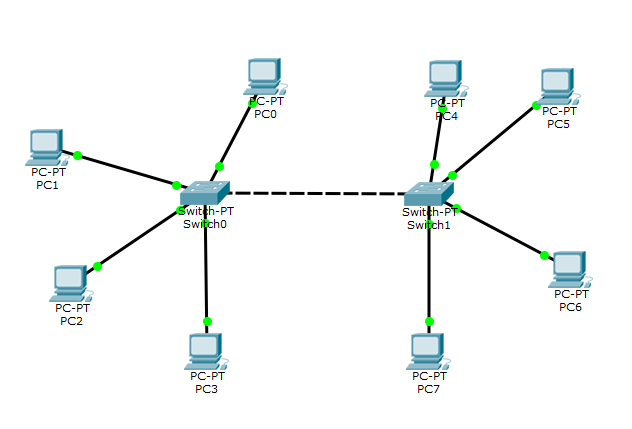 PC-PT
PC0
PC-PT
PC4
PC-PT
PC5
PC-PT
PC1
Switch-PT
Switch0
Switch-PT
Switch1
PC-PT
PC2
PC-PT
PC6
PC-PT
PC3
PC-PT
PC7